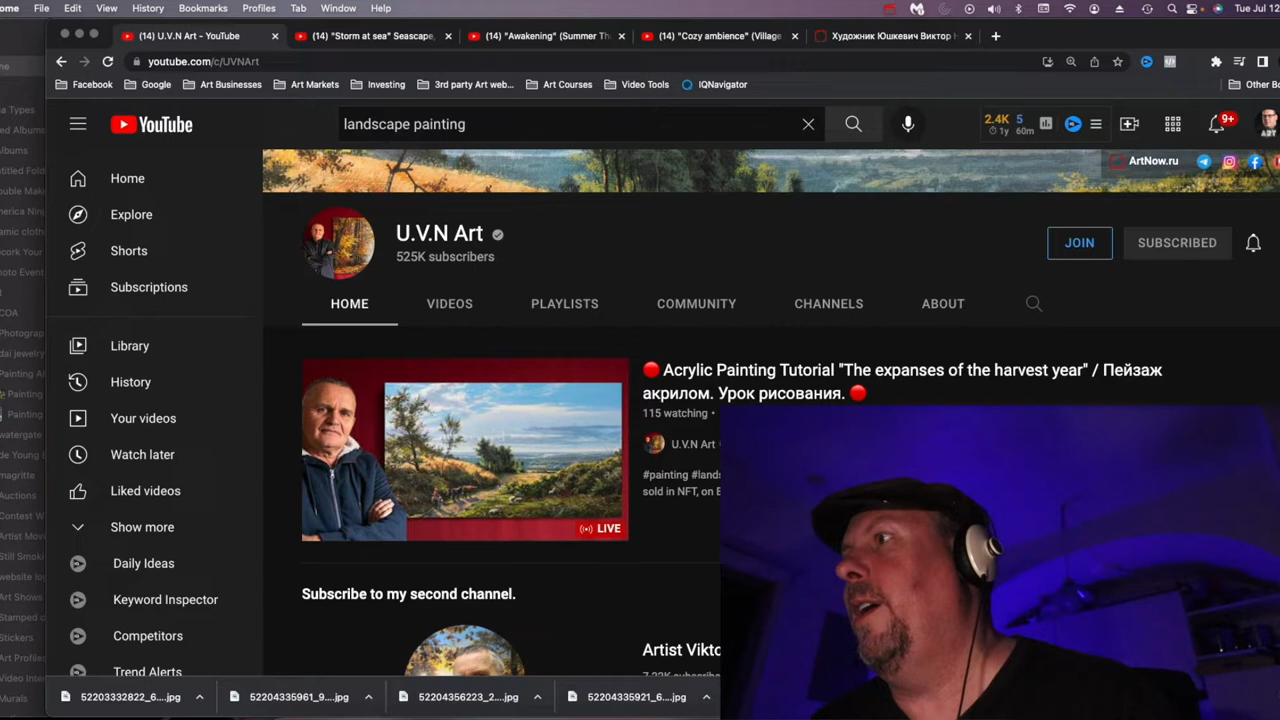 ome File Edit View History Bookmarks Profiles Tab Window Help Tue Jul 12
(14) U.V.N Art - YouTube
(14) "Storm at sea" Seascape,
(14) "Awakening" (Summer Th
(14) "Cozy ambience" (Village
Художник Юшкевич Виктор Н
youtube.com/c/UVNArt
Facebook Google Art Businesses Art Markets Investing 3rd party Art web... Art Courses Video Tools IQNavigator Other Bo
YouTube
landscape painting
2.4K 5
1y 60m
9+
ArtNow.ru
Home
Explore
Shorts
Subscriptions
Library
History
Your videos
Watch later
Liked videos
Show more
Daily Ideas
Keyword Inspector
Competitors
Trend Alerts
U.V.N Art
525K subscribers
JOIN
SUBSCRIBED
HOME VIDEOS PLAYLISTS COMMUNITY CHANNELS ABOUT
LIVE
Acrylic Painting Tutorial "The expanses of the harvest year" / Пейзаж
акрилом. Урок рисования.
115 watching •
U.V.N Art
#painting #lands
sold in NFT, on E
Subscribe to my second channel.
Artist Vikto
52203332822_6....jpg
52204335961_9....jpg
52204356223_2....jpg
52204335921_6....jpg